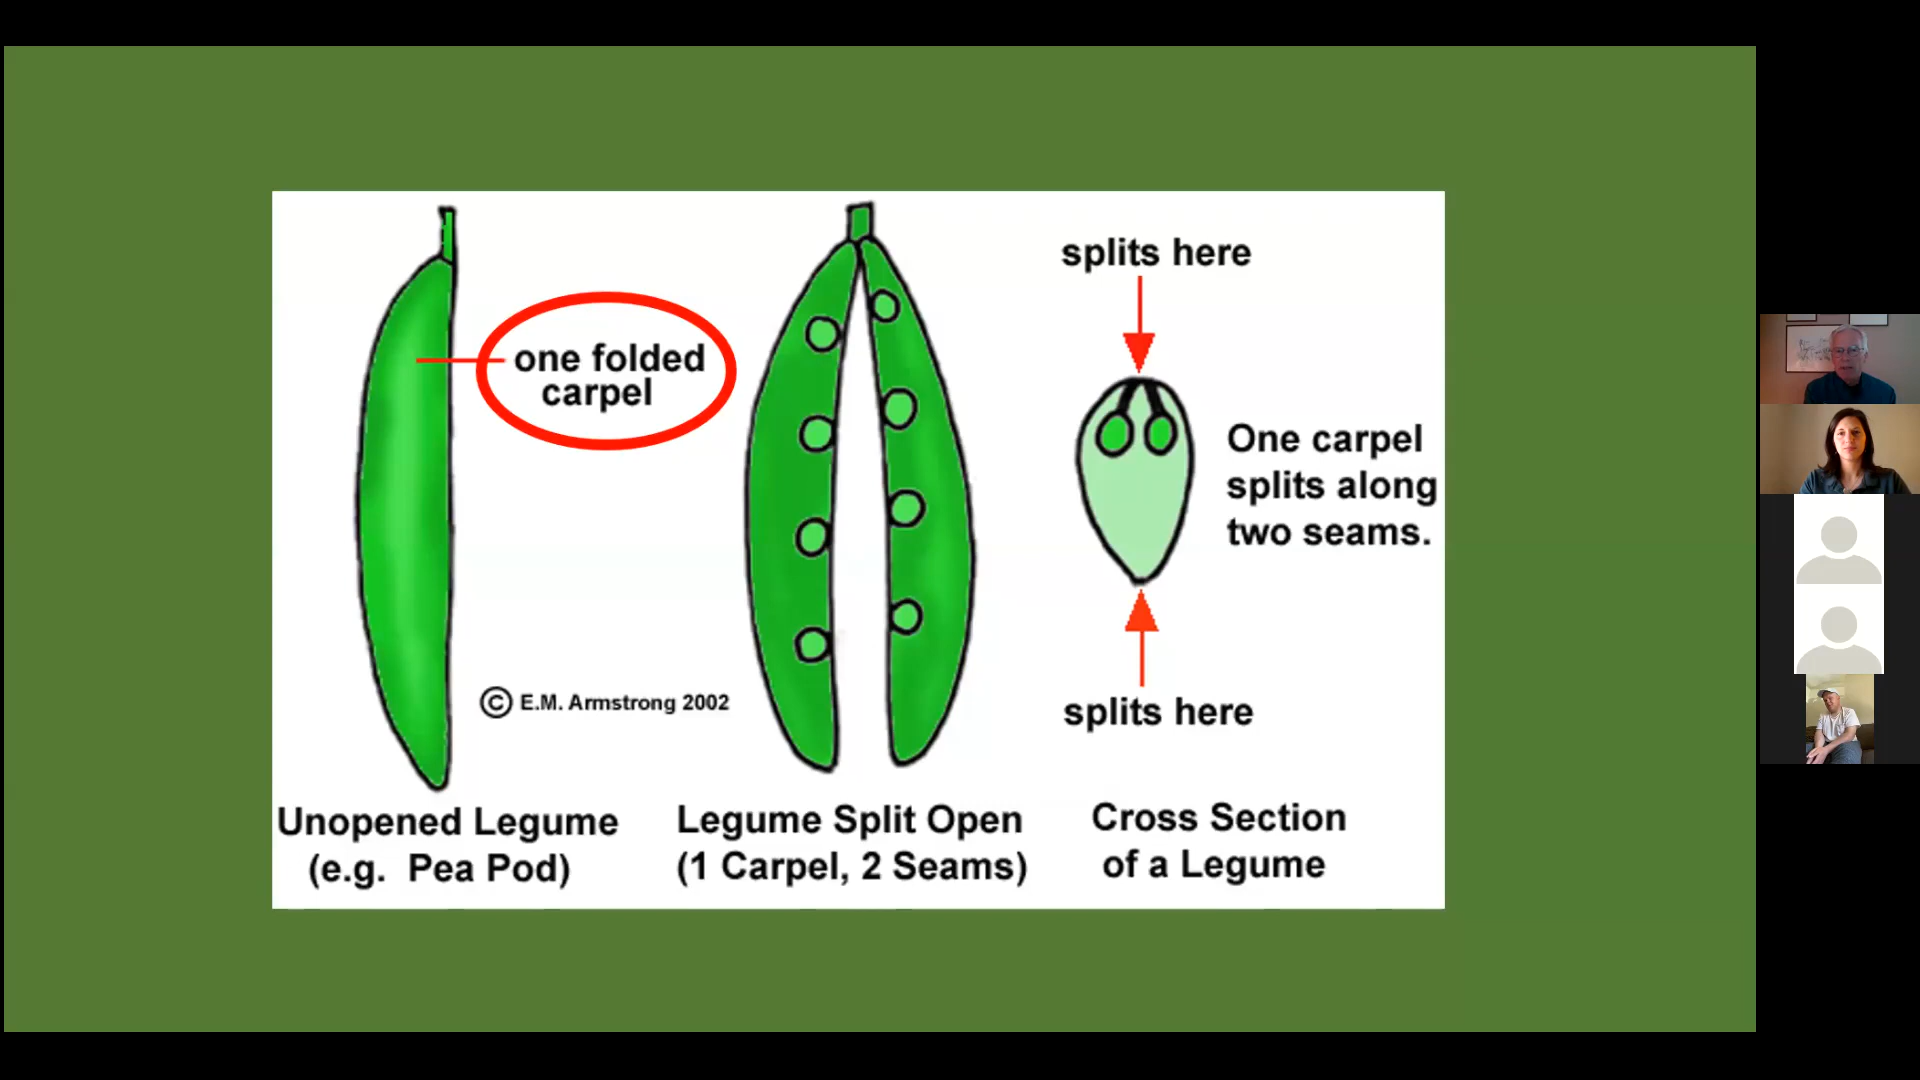 one folded
carpel
© E.M. Armstrong 2002
Unopened Legume
(e.g. Pea Pod)
Legume Split Open
(1 Carpel, 2 Seams)
splits here
One carpel
splits along
two seams.
splits here
Cross Section
of a Legume